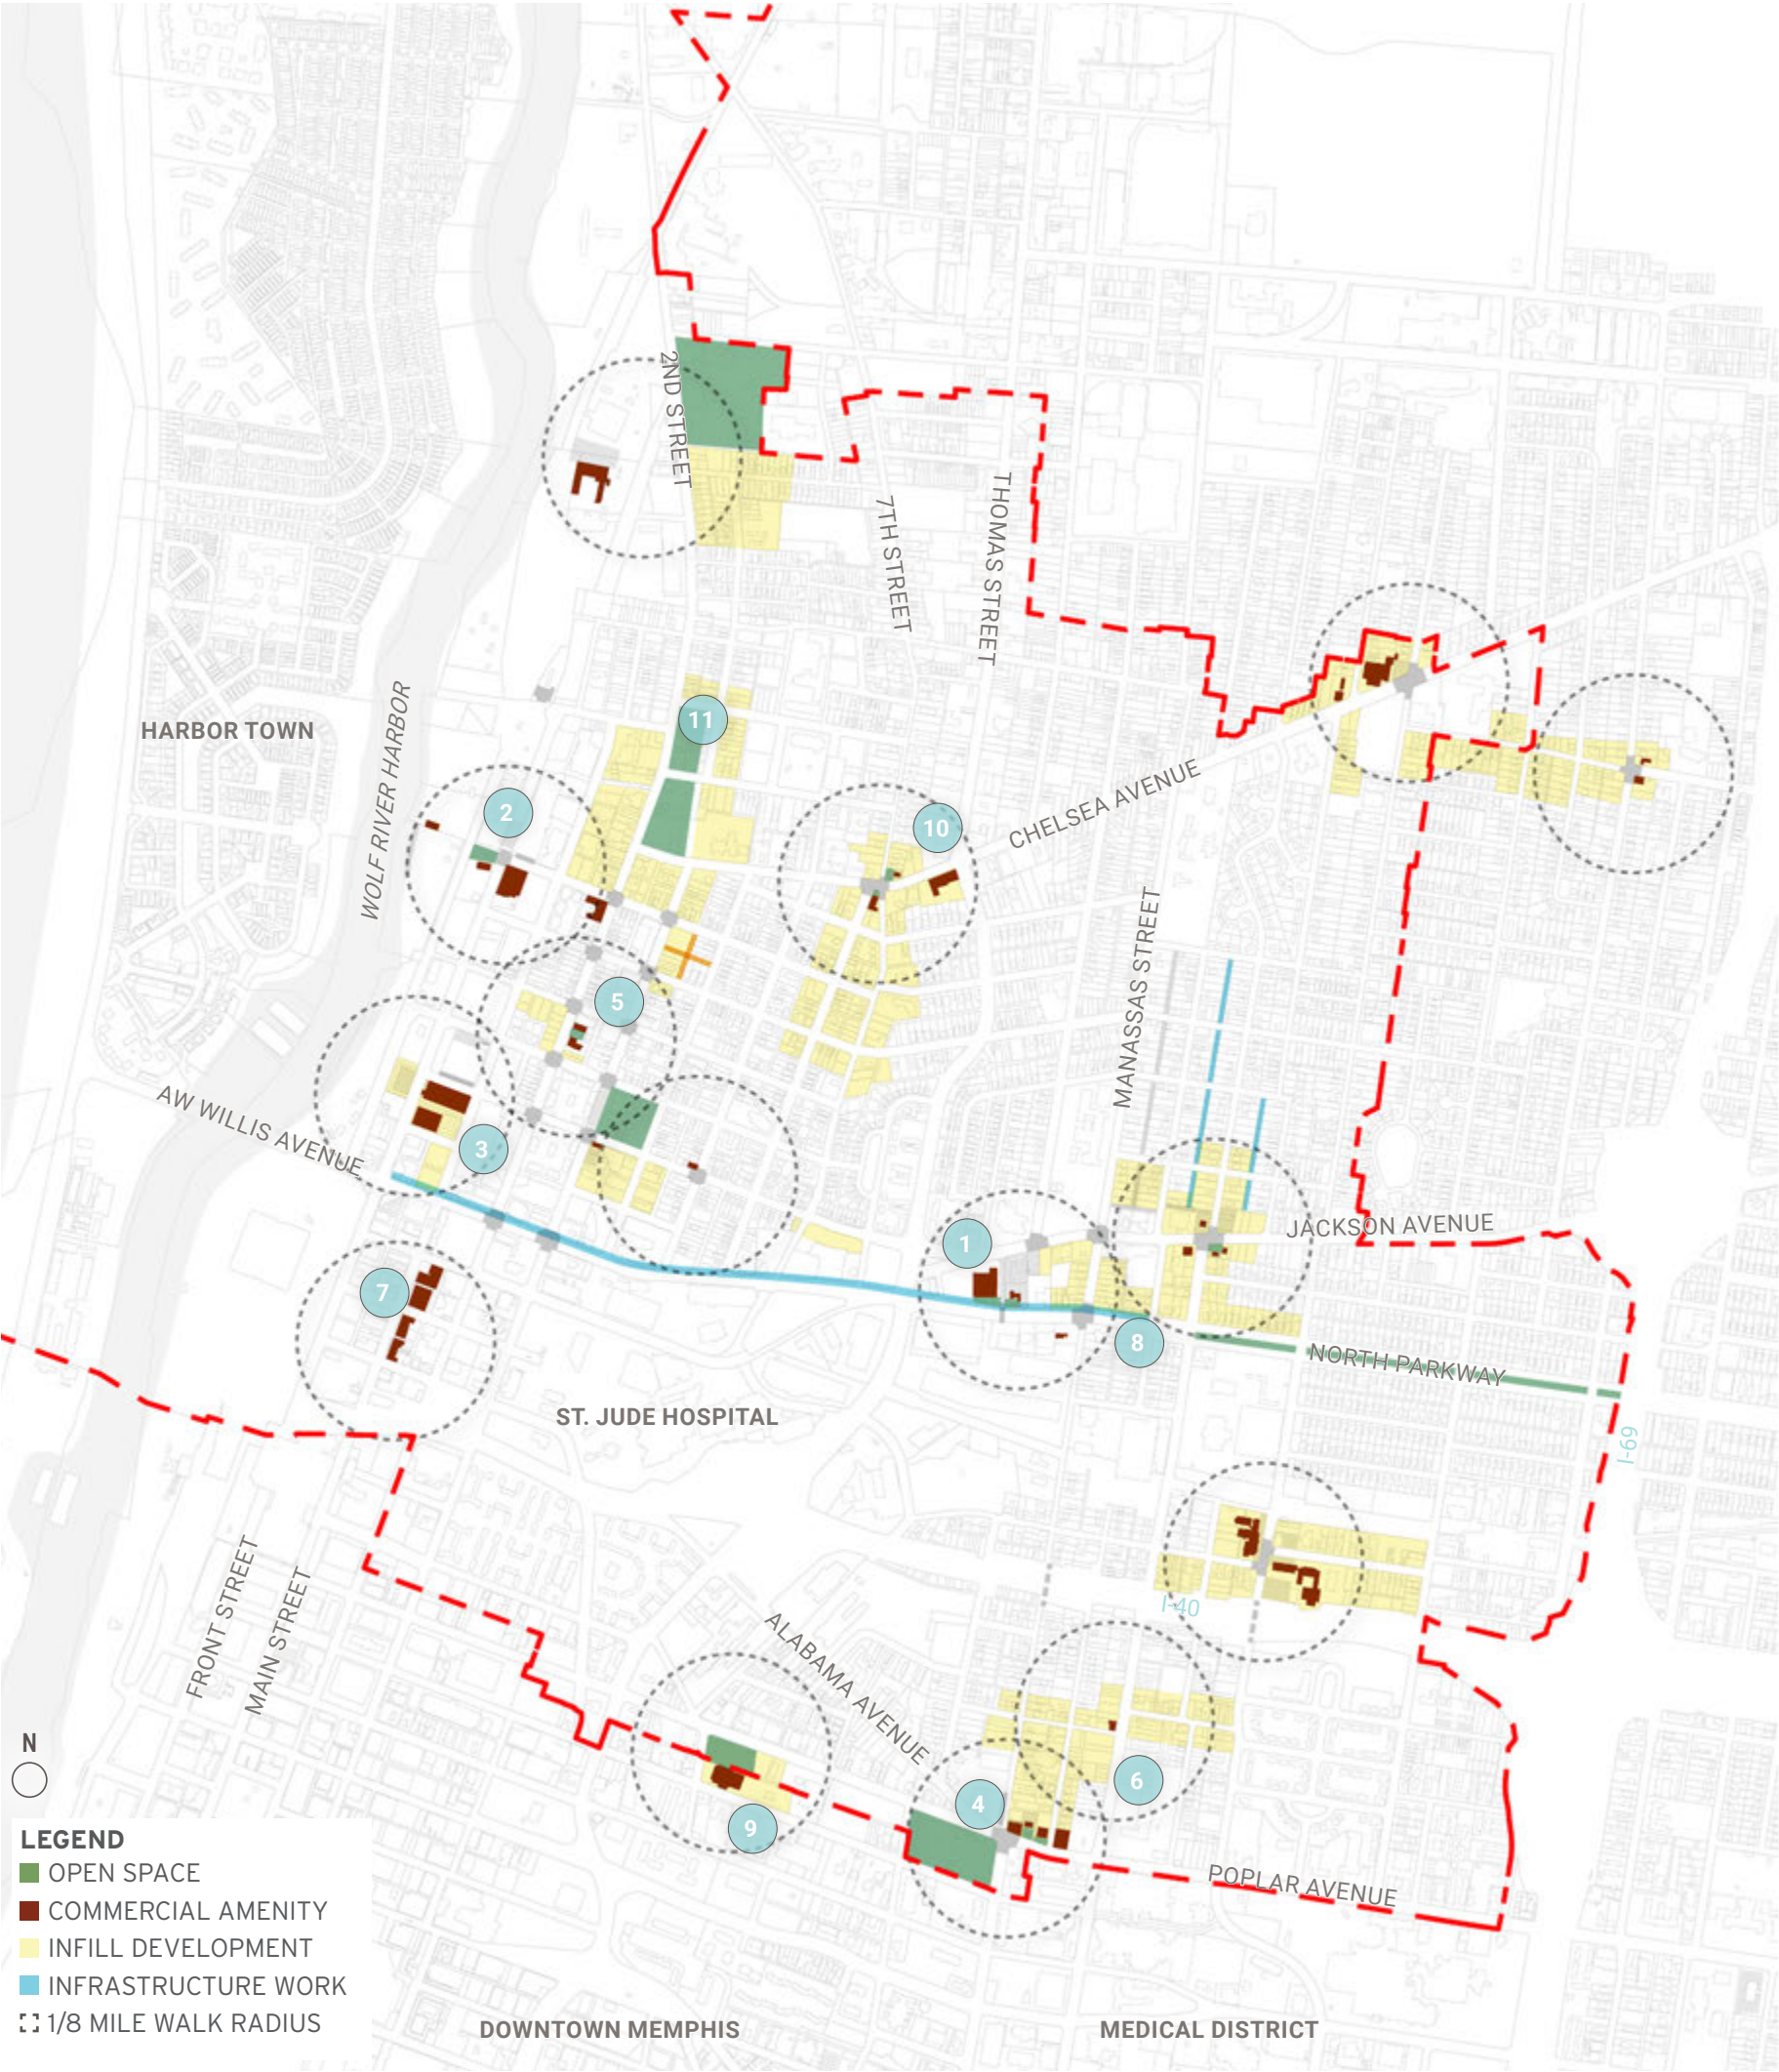 2ND STREET
7TH STREET
THOMAS STREET
11
HARBOR TOWN
WOLF RIVER HARBOR
2
10
CHELSEA AVENUE
MANASSAS STREET
5
AW WILLIS AVENUE
3
1
JACKSON AVENUE
7
8
NORTH PARKWAY
ST. JUDE HOSPITAL
I-69
I-40
FRONT STREET
MAIN STREET
ALABAMA AVENUE
6
4
9
POPLAR AVENUE
N
LEGEND
OPEN SPACE
COMMERCIAL AMENITY
INFILL DEVELOPMENT
INFRASTRUCTURE WORK
1/8 MILE WALK RADIUS
DOWNTOWN MEMPHIS
MEDICAL DISTRICT